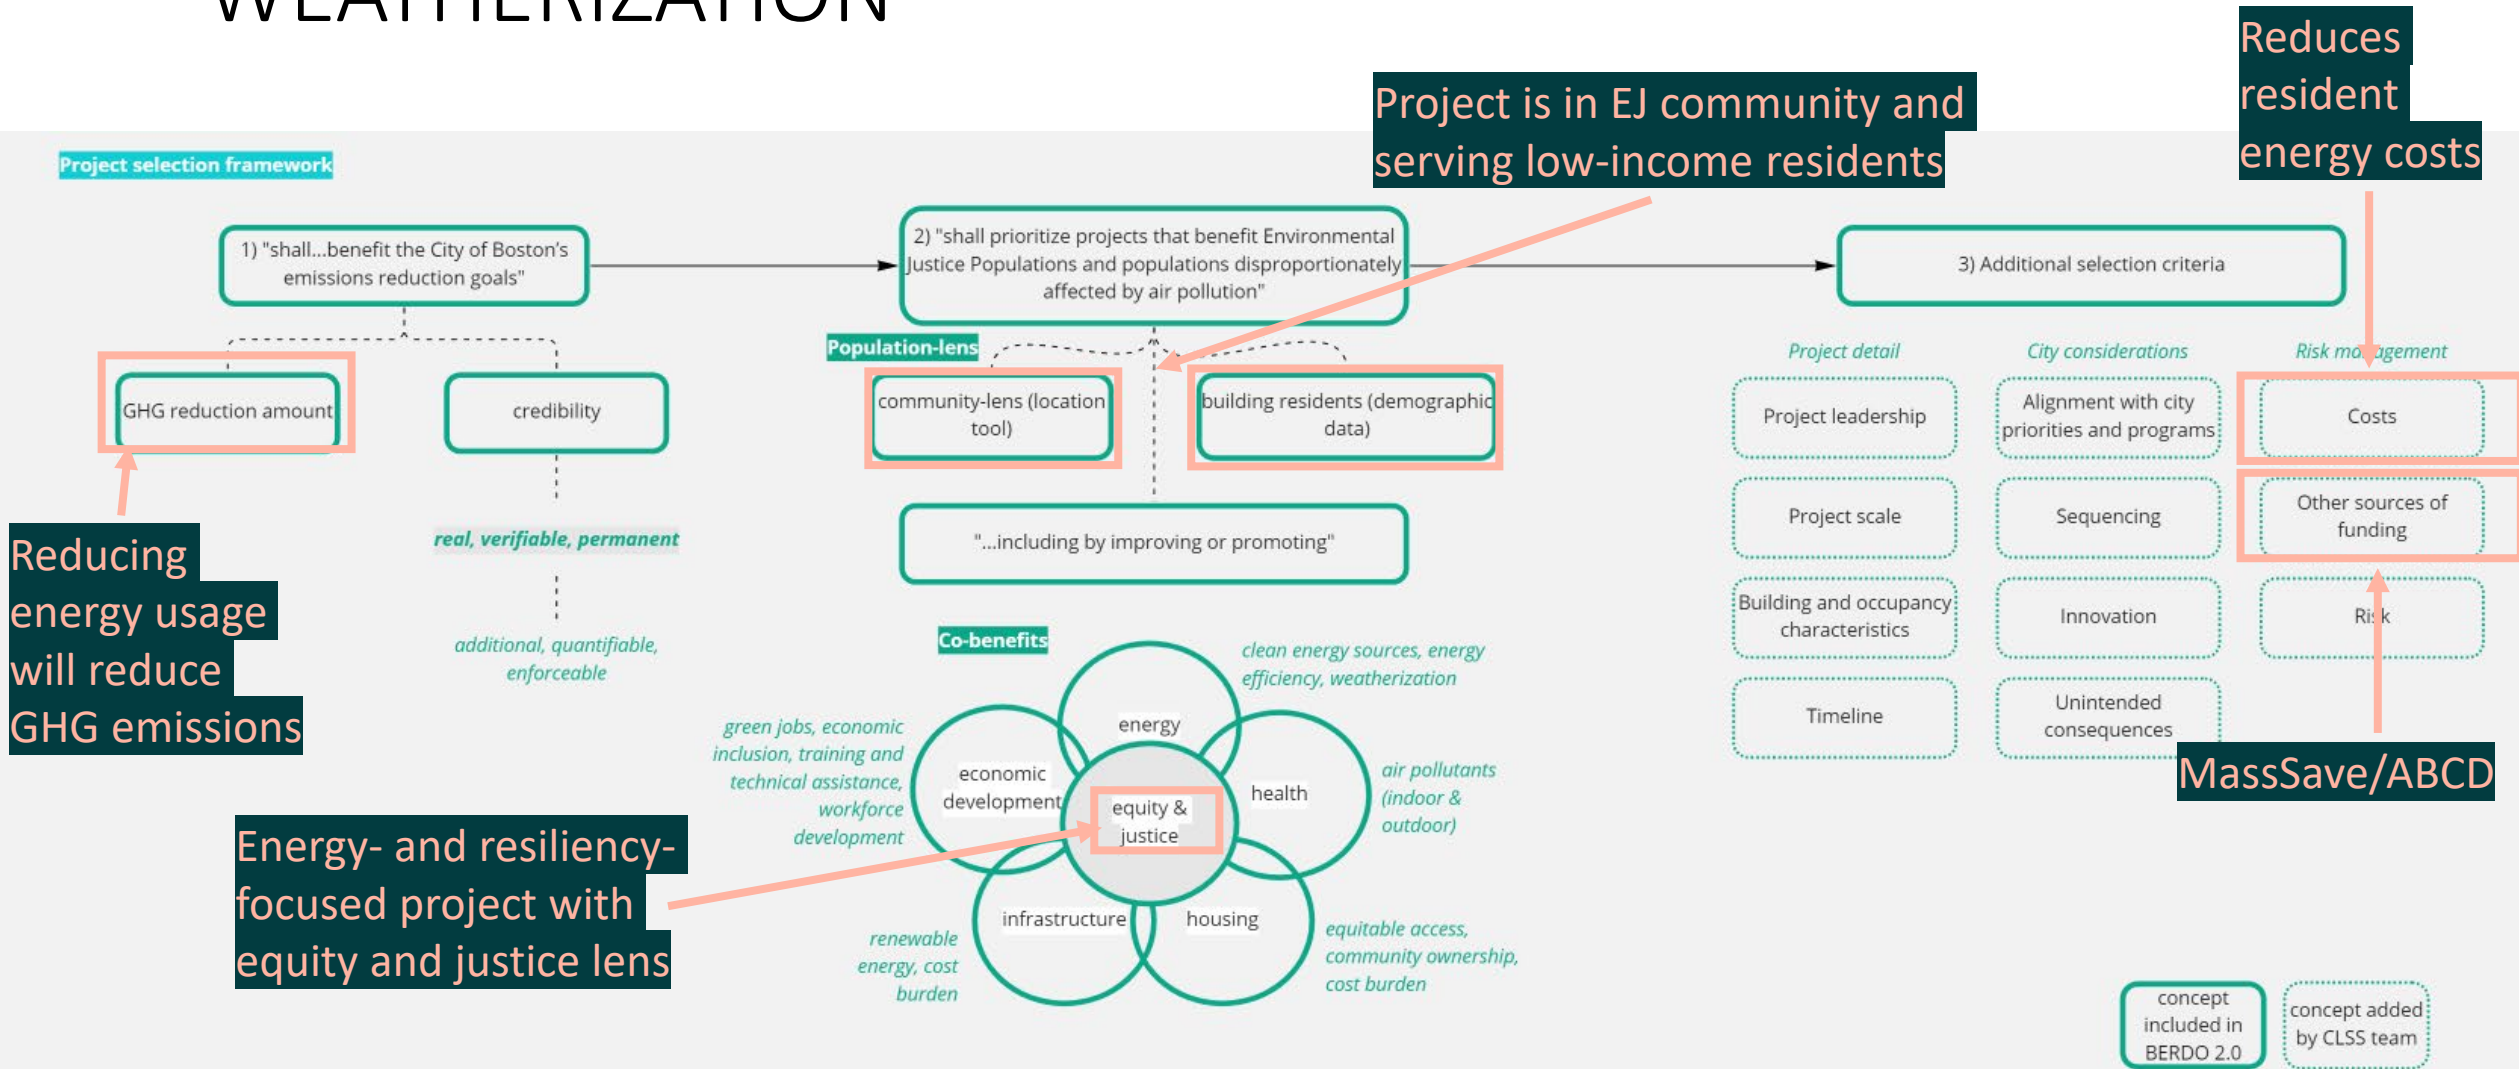 WEATHERIZATION
Reduces
resident
energy costs
Project is in EJ community and
serving low-income residents
Project selection framework
1) "shall...benefit the City of Boston's
emissions reduction goals"
2) "shall prioritize projects that benefit Environmental
Justice Populations and populations disproportionately
affected by air pollution"
3) Additional selection criteria
Population-lens
GHG reduction amount
credibility
community-lens (location
tool)
building residents (demographic
data)
Project detail
City considerations
Risk management
Project leadership
Alignment with city
priorities and programs
Costs
Project scale
Sequencing
Other sources of
funding
Building and occupancy
characteristics
Innovation
Risk
Timeline
Unintended
consequences
MassSave/ABCD
real, verifiable, permanent
additional, quantifiable,
enforceable
Reducing
energy usage
will reduce
GHG emissions
"...including by improving or promoting"
Co-benefits
energy
clean energy sources, energy
efficiency, weatherization
green jobs, economic
inclusion, training and
technical assistance,
workforce
development
economic
development
equity &
justice
health
air pollutants
(indoor &
outdoor)
Energy- and resiliency-
focused project with
equity and justice lens
infrastructure
housing
renewable
energy, cost
burden
equitable access,
community ownership,
cost burden
concept
included in
BERDO 2.0
concept added
by CLSS team